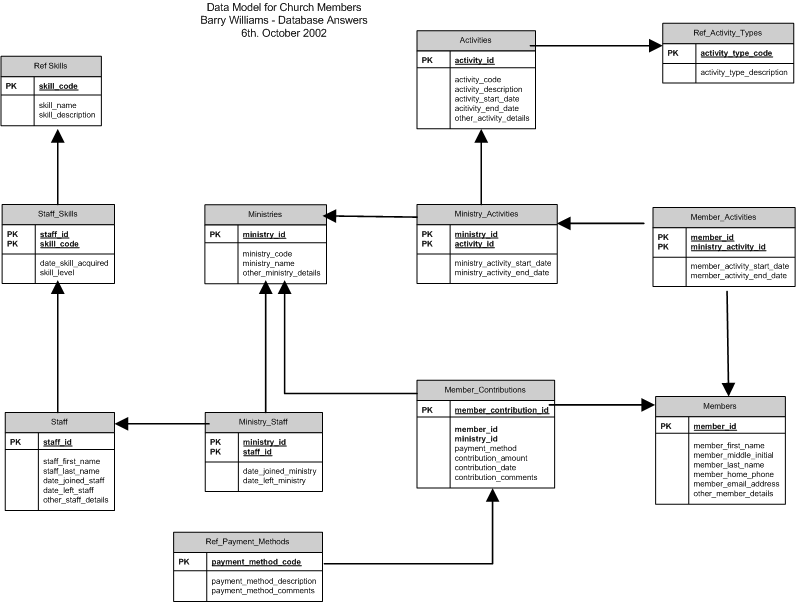 Data Model for Church Members
Barry Williams - Database Answers
6th. October 2002
Activities
PK activity_id
activity_code
activity_description
activity_start_date
acitivity_end_date
other_activity_details
Ref_Activity_Types
PK activity_type_code
activity_type_description
Ref Skills
PK skill_code
skill_name
skill_description
Staff_Skills
PK staff_id
PK skill_code
date_skill_acquired
skill_level
Ministries
PK ministry_id
ministry_code
ministry_name
other_ministry_details
Ministry_Activities
PK ministry_id
PK activity_id
ministry_activity_start_date
ministry_activity_end_date
Member_Activities
PK member_id
PK ministry_activity_id
member_activity_start_date
member_activity_end_date
Staff
PK staff_id
staff_first_name
staff_last_name
date_joined_staff
date_left_staff
other_staff_details
Ministry_Staff
PK ministry_id
PK staff_id
date_joined_ministry
date_left_ministry
Member_Contributions
PK member_contribution_id
member_id
ministry_id
payment_method
contribution_amount
contribution_date
contribution_comments
Members
PK member_id
member_first_name
member_middle_initial
member_last_name
member_home_phone
member_email_address
other_member_details
Ref_Payment_Methods
PK payment_method_code
payment_method_description
payment_method_comments